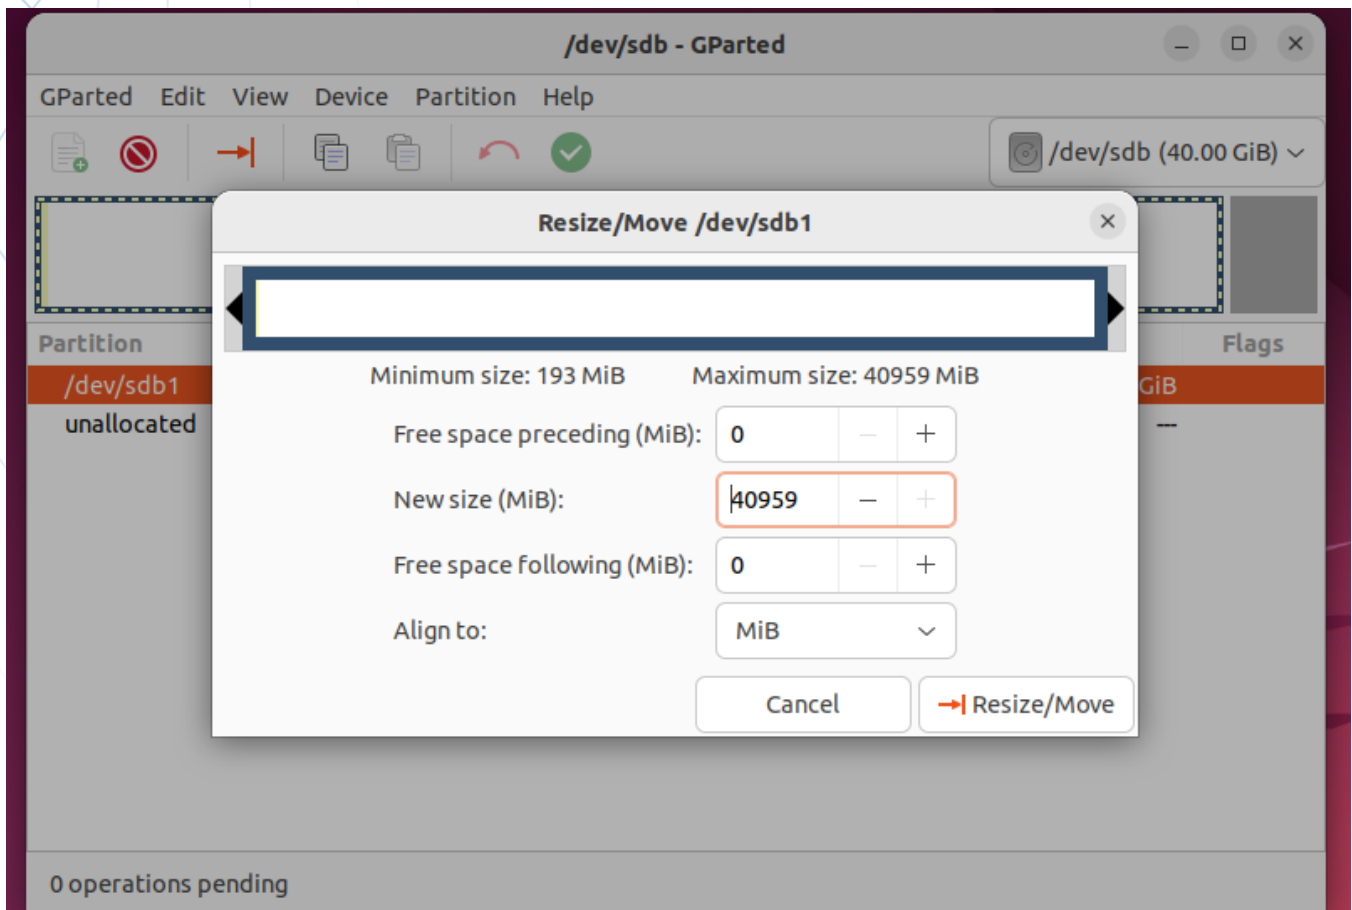 /dev/sdb - GParted
GParted Edit View Device Partition Help
/dev/sdb (40.00 GiB)
Resize/Move /dev/sdb1
Partition
Flags
/dev/sdb1
GiB
unallocated
---
Minimum size: 193 MiB
Maximum size: 40959 MiB
Free space preceding (MiB): 0
New size (MiB): 40959
Free space following (MiB): 0
Align to: MiB
Cancel
Resize/Move
0 operations pending